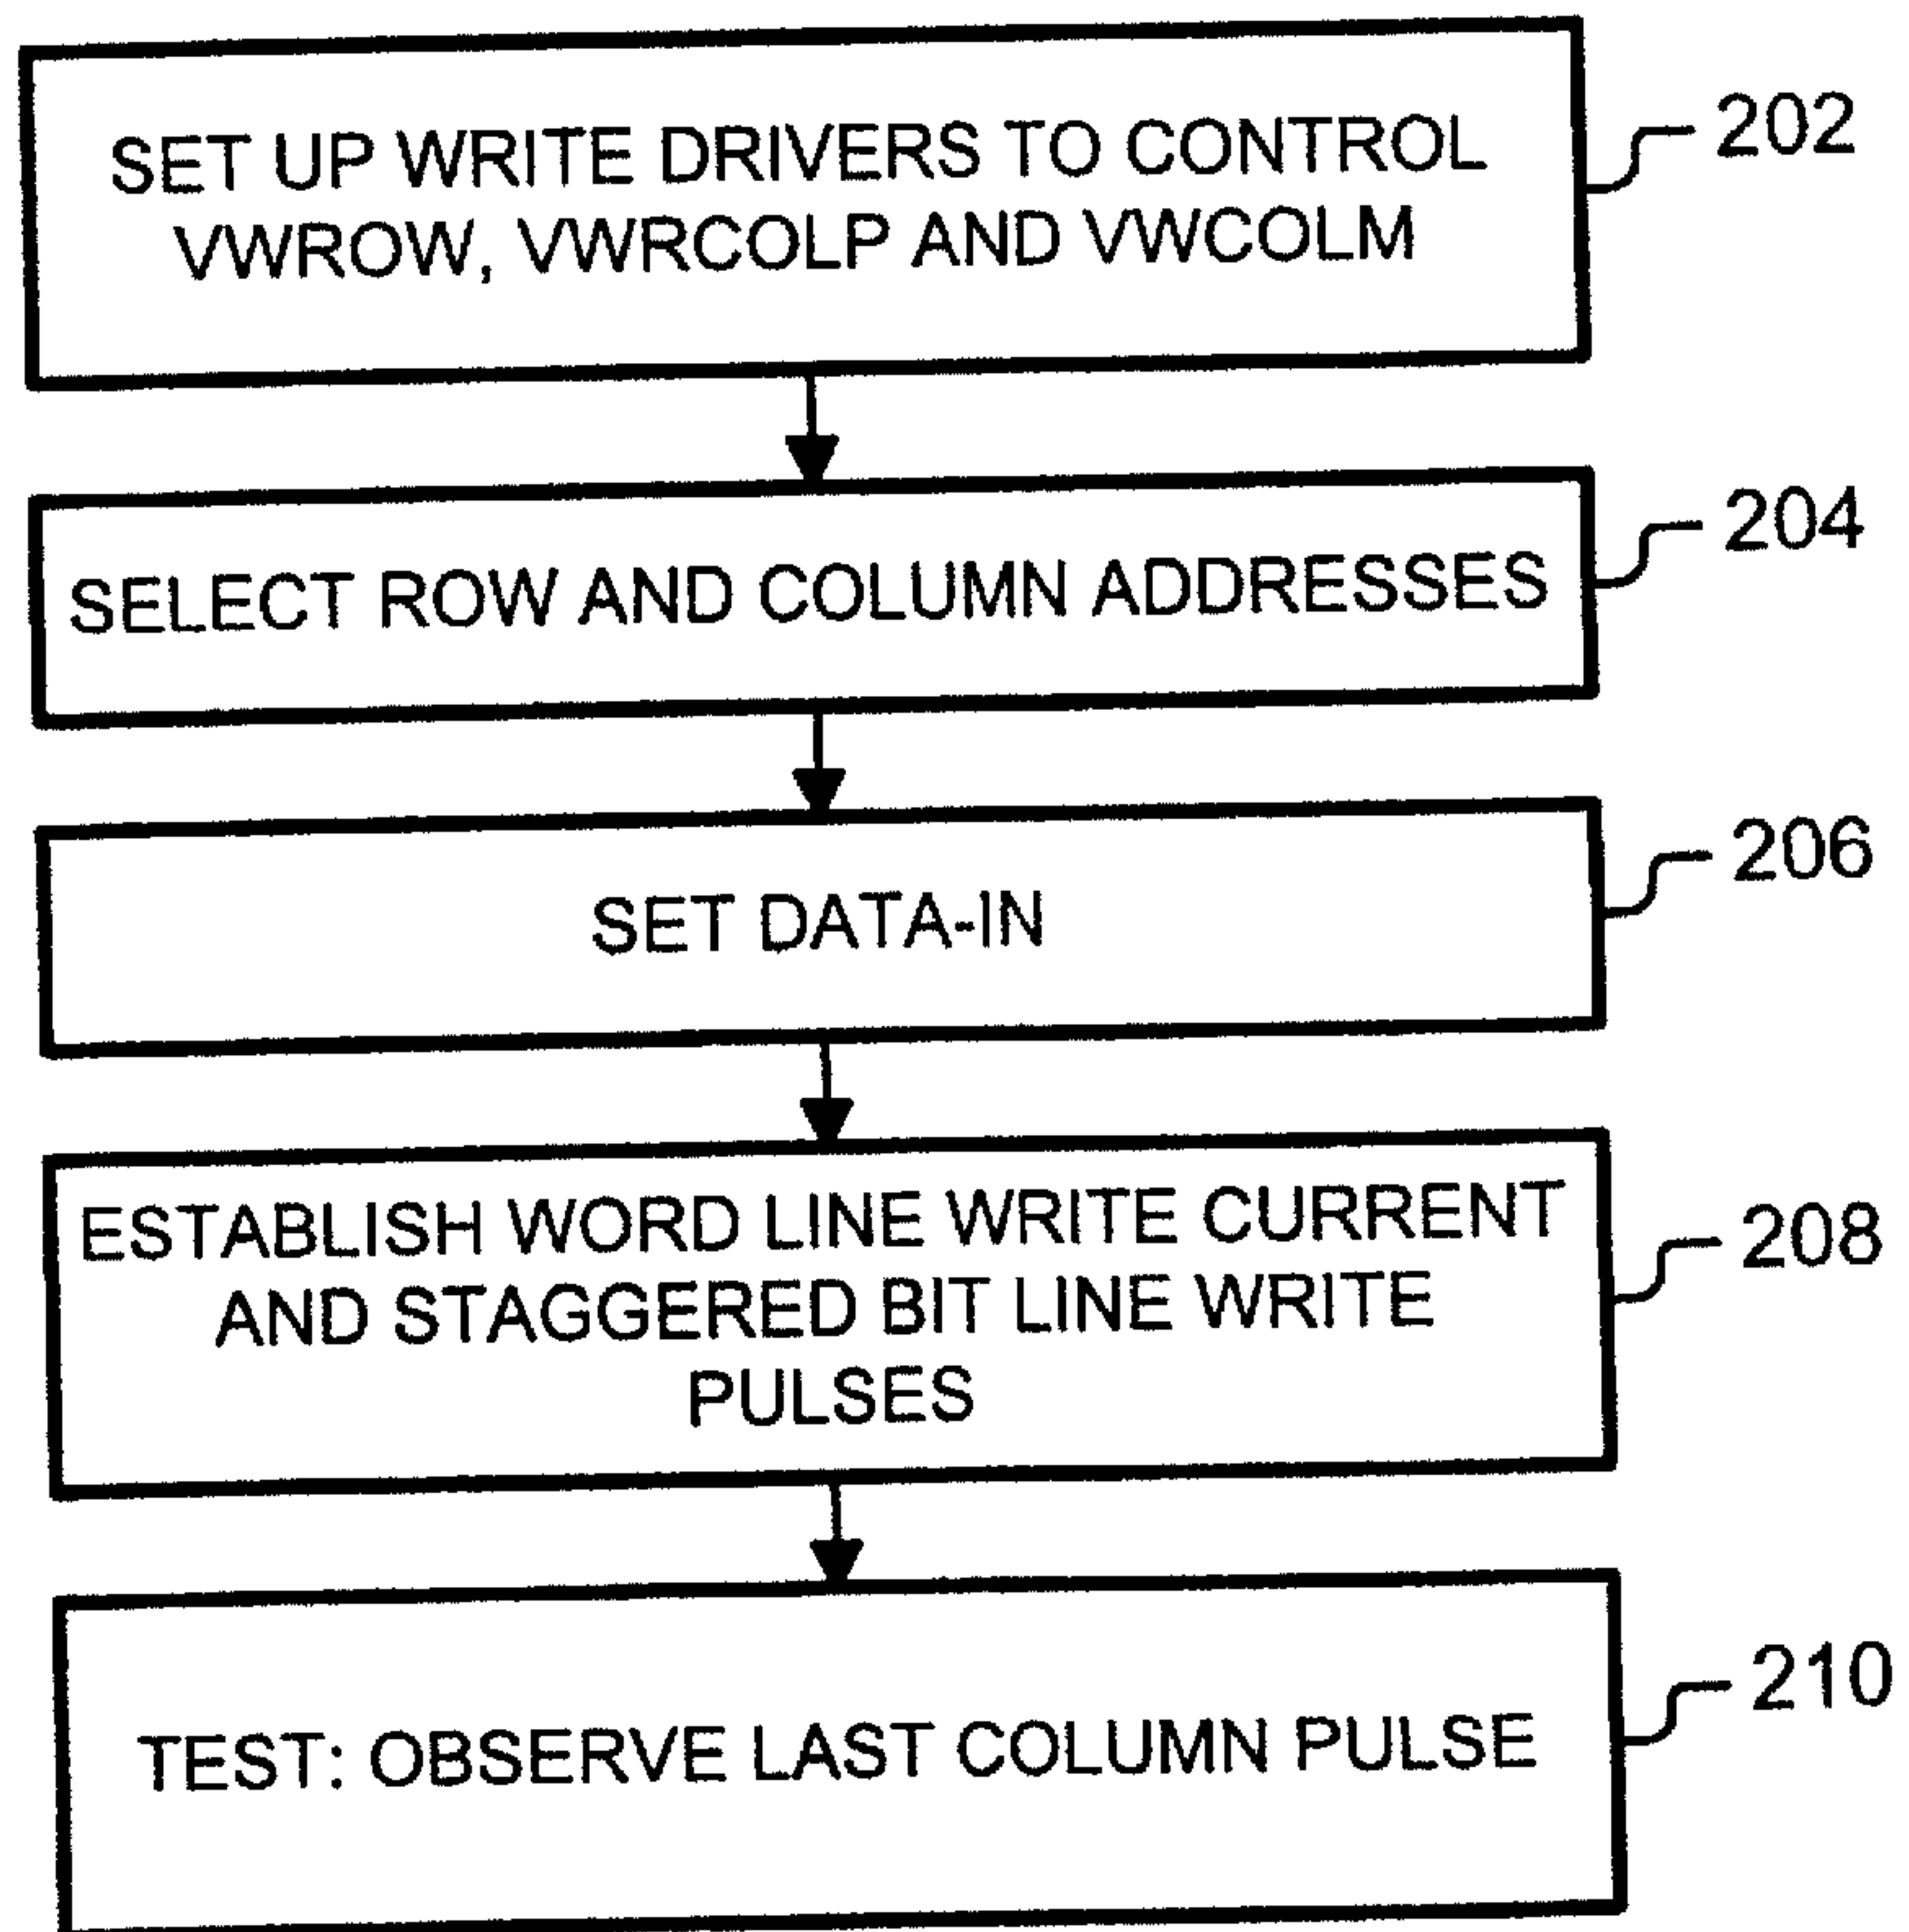 SET UP WRITE DRIVERS TO CONTROL
VWROW, VWRCOLP AND VWCOLM
202
SELECT ROW AND COLUMN ADDRESSES
204
SET DATA-IN
206
ESTABLISH WORD LINE WRITE CURRENT
AND STAGGERED BIT LINE WRITE
PULSES
208
TEST: OBSERVE LAST COLUMN PULSE
210